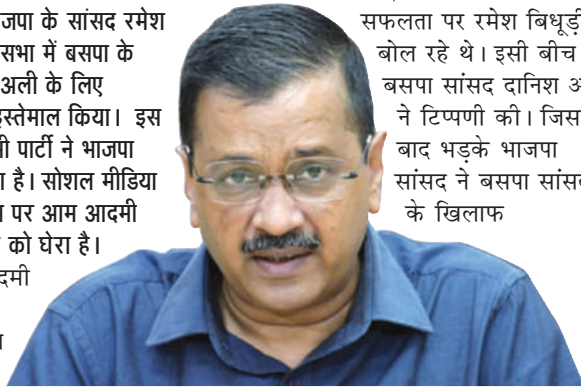 जपा के सांसद रमेश
सभा में बसपा के
अली के लिए
इस्तेमाल किया। इस
पार्टी ने भाजपा
है। सोशल मीडिया
पर आम आदमी
को घेरा है।
सफलता पर रमेश बिधूड़ी
बोल रहे थे। इसी बीच
बसपा सांसद दानिश
ने टिप्पणी की। जिस
बाद भड़के भाजपा
सांसद ने बसपा सांसद
के खिलाफ